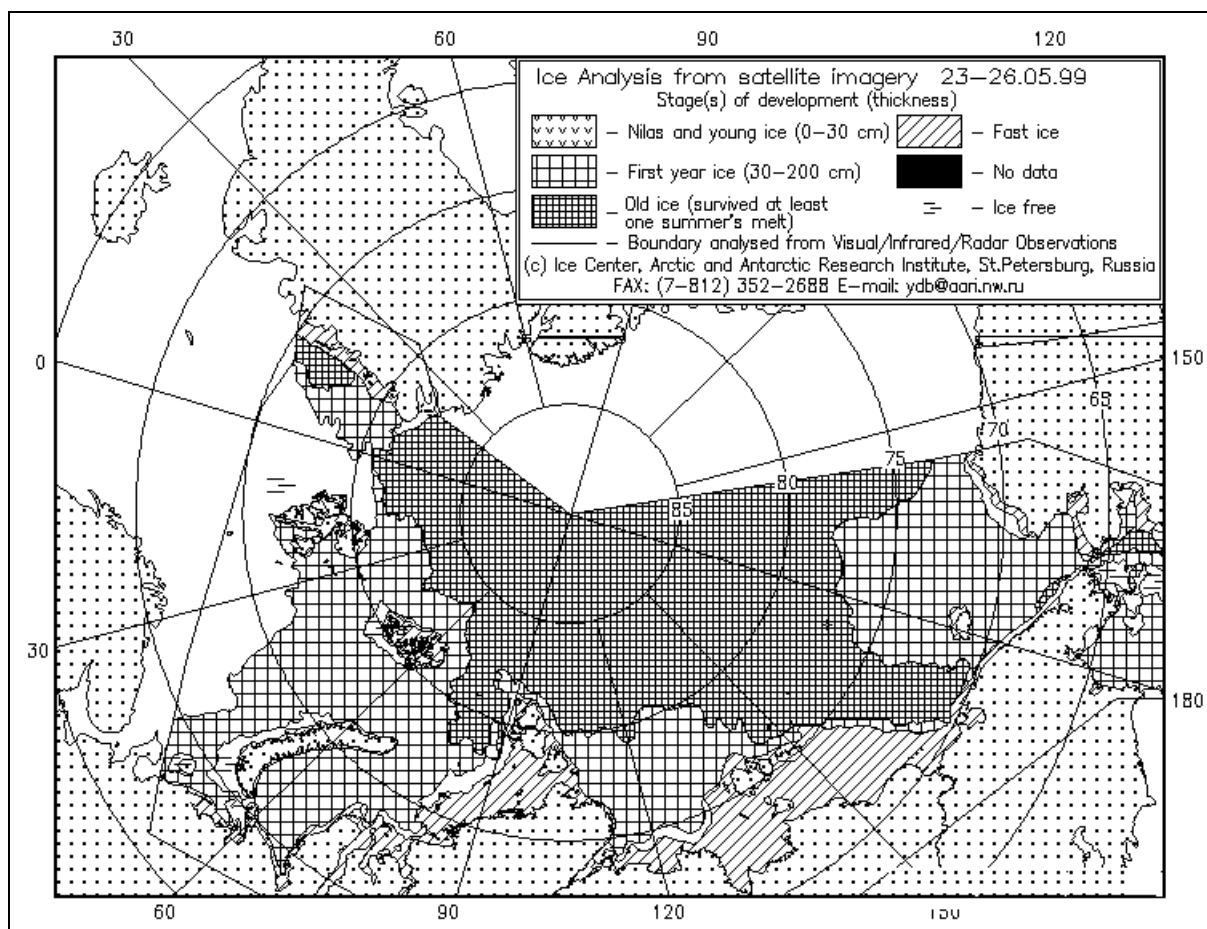 30 60 90 120
Ice Analysis from satellite imagery 23-26.05.99
Stage(s) of development (thickness)
- Nilas and young ice (0-30 cm) - Fast ice
- First year ice (30-200 cm) - No data
- Old ice (survived at least one summer's melt) - Ice free
- Boundary analysed from Visual/Infrared/Radar Observations
(c) Ice Center, Arctic and Antarctic Research Institute, St.Petersburg, Russia
FAX: (7-812) 352-2688 E-mail: ydb@aari.nw.ru
0
150
65
70
75
80
85
30
180
60 90 120